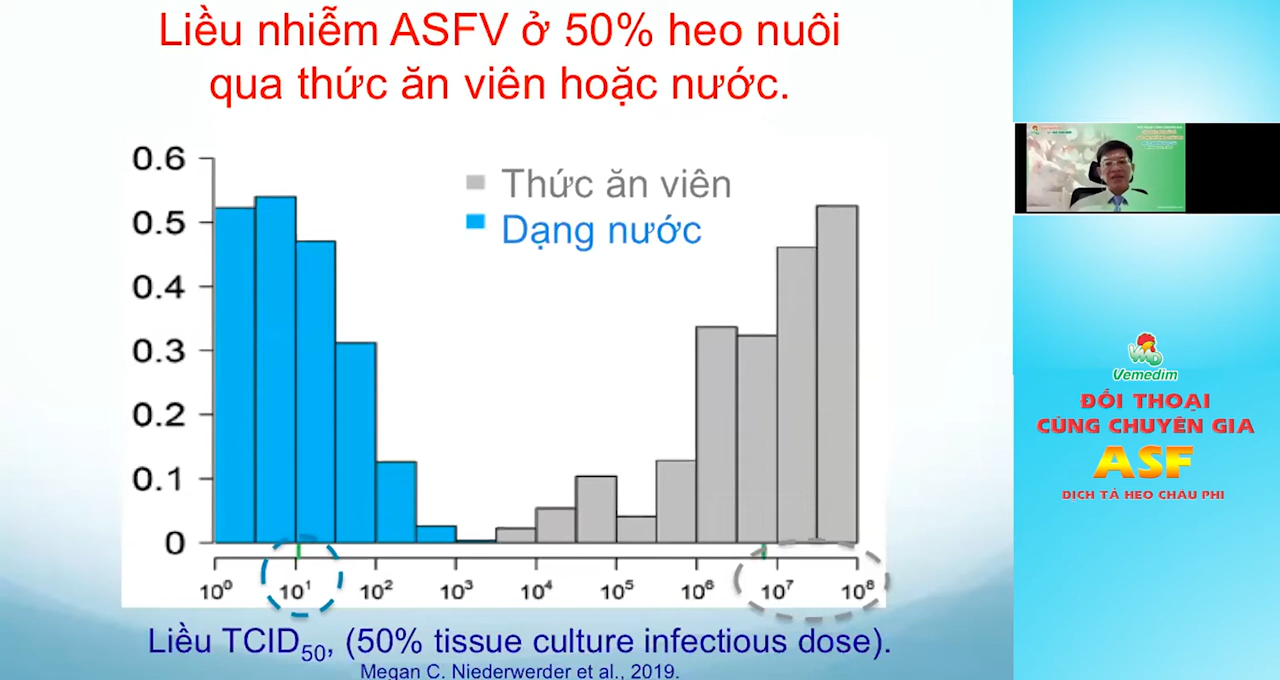 Liều nhiễm ASFV ở 50% heo nuôi
qua thức ăn viên hoặc nước.
0.6
0.5
0.4
0.3
0.2
0.1
0
Thức ăn viên
Dạng nước
10⁰ 10¹ 10² 10³ 10⁴ 10⁵ 10⁶ 10⁷ 10⁸
Liều TCID₅₀, (50% tissue culture infectious dose).
Megan C. Niederwerder et al., 2019.
VMD
Vemedim
ĐỐI THOẠI
CÙNG CHUYÊN GIA
ASF
DỊCH TẢ HEO CHÂU PHI